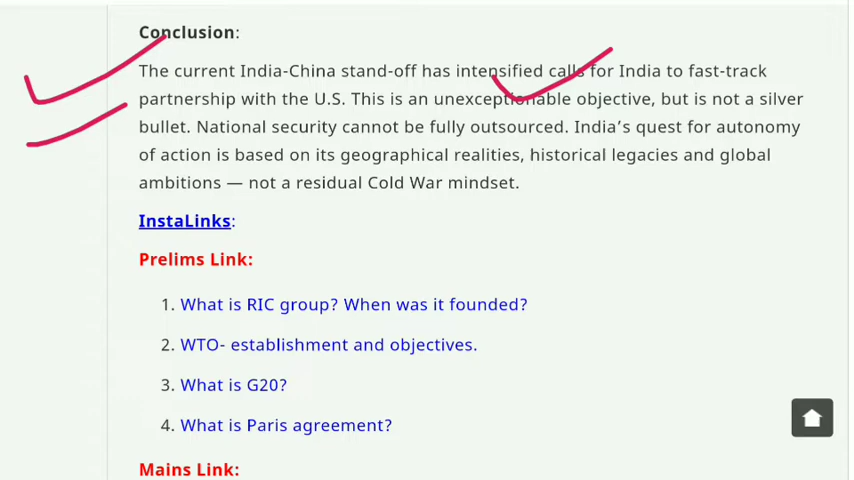 Conclusion:
The current India-China stand-off has intensified calls for India to fast-track
partnership with the U.S. This is an unexceptionable objective, but is not a silver
bullet. National security cannot be fully outsourced. India’s quest for autonomy
of action is based on its geographical realities, historical legacies and global
ambitions — not a residual Cold War mindset.
InstaLinks:
Prelims Link:
1. What is RIC group? When was it founded?
2. WTO- establishment and objectives.
3. What is G20?
4. What is Paris agreement?
Mains Link: